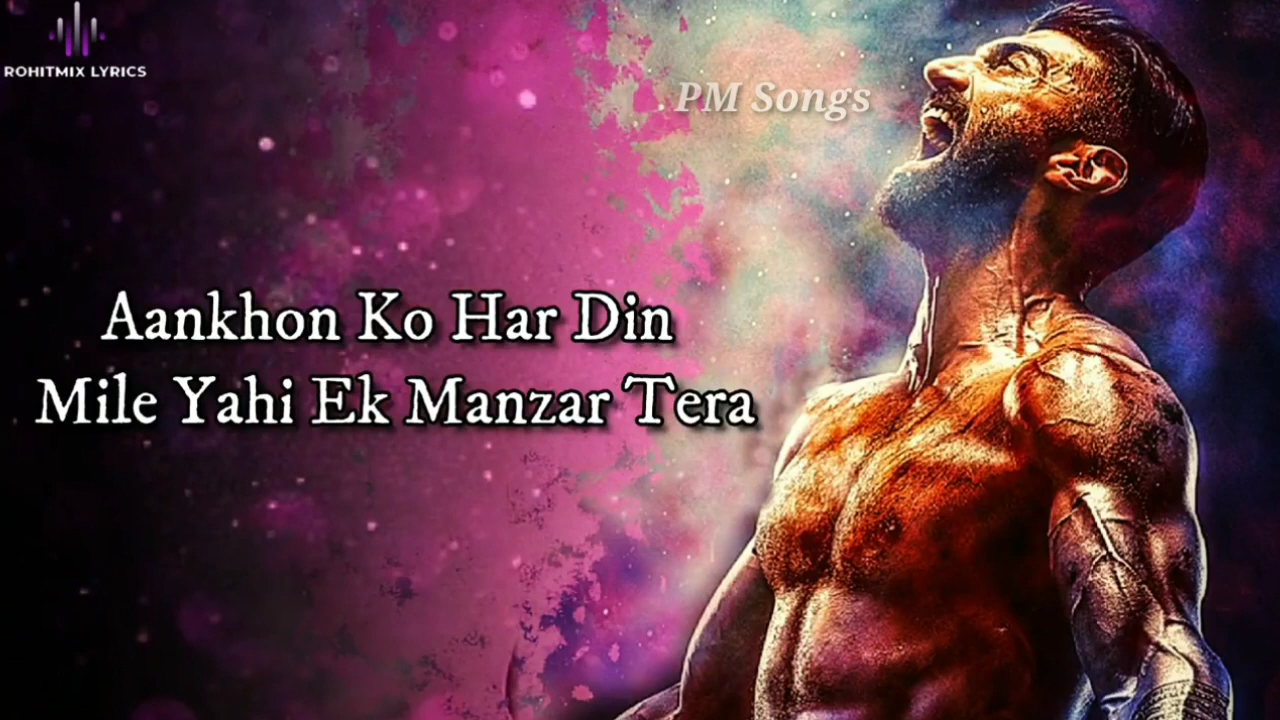 ROHITMIX LYRICS
PM Songs
Aankhon Ko Har Din
Mile Yahi Ek Manzar Tera